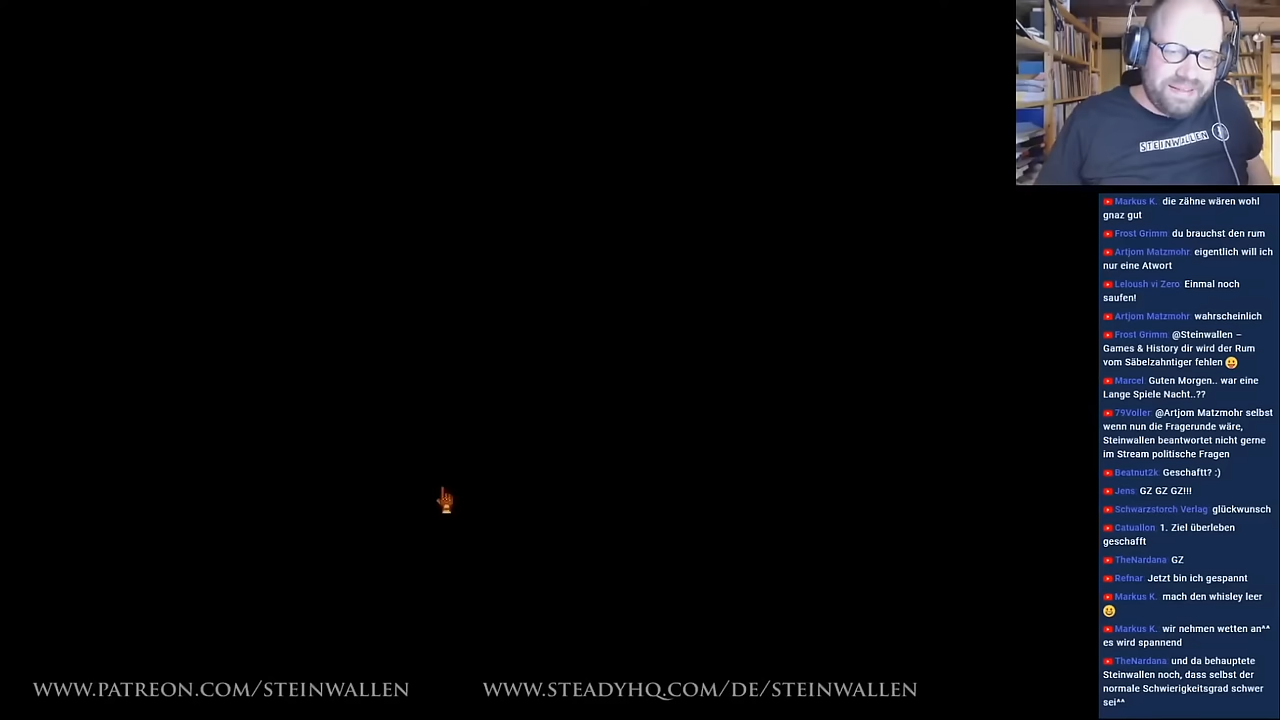 STEINWALLEN
Markus K. die zähne wären wohl
gnaz gut
Frost Grimm du brauchst den rum
Artjom Matzmohr eigentlich will ich
nur eine Atwort
Leloush vi Zero Einmal noch
saufen!
Artjom Matzmohr wahrscheinlich
Frost Grimm @Steinwallen –
Games & History dir wird der Rum
vom Säbelzahntiger fehlen 😀
Marcel Guten Morgen.. war eine
Lange Spiele Nacht..??
79Voller @Artjom Matzmohr selbst
wenn nun die Fragerunde wäre,
Steinwallen beantwortet nicht gerne
im Stream politische Fragen
Beatnut2k Geschaftt? :)
Jens GZ GZ GZ!!!
Schwarzstorch Verlag glückwunsch
Catuallon 1. Ziel überleben
geschafft
TheNardana GZ
Refnar Jetzt bin ich gespannt
Markus K. mach den whisley leer
😀
Markus K. wir nehmen wetten an^^
es wird spannend
TheNardana und da behauptete
Steinwallen noch, dass selbst der
normale Schwierigkeitsgrad schwer
sei^^
WWW.PATREON.COM/STEINWALLEN
WWW.STEADYHQ.COM/DE/STEINWALLEN